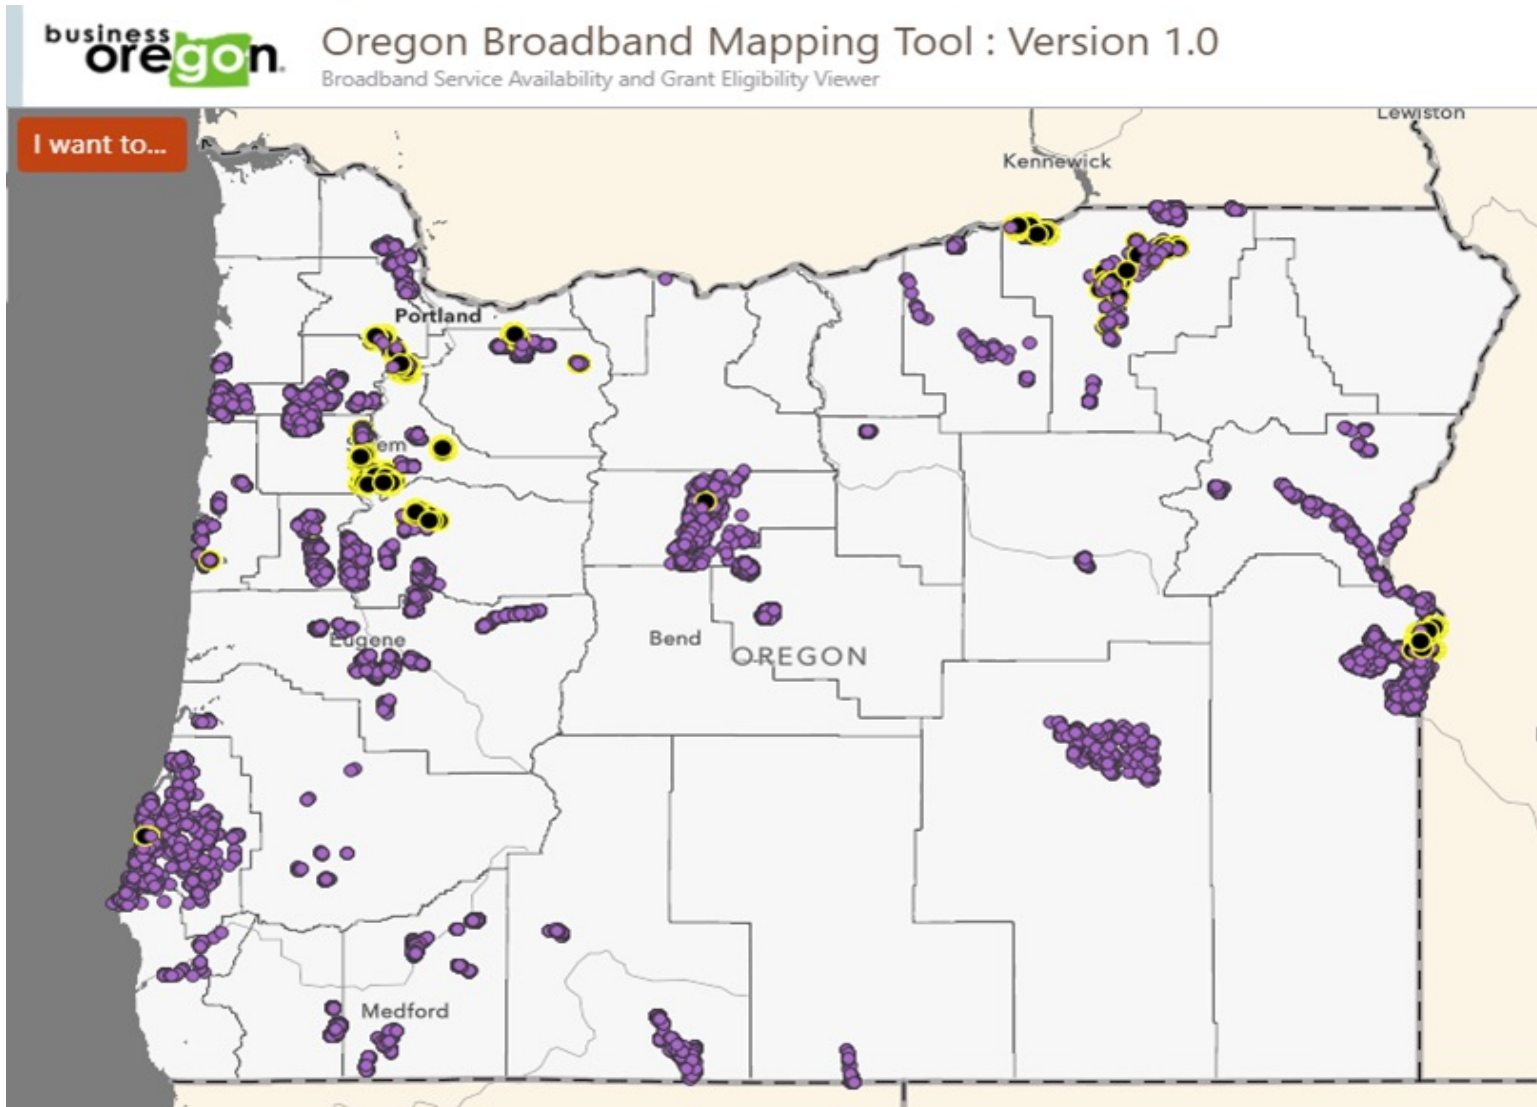 business
oregon.
Oregon Broadband Mapping Tool : Version 1.0
Broadband Service Availability and Grant Eligibility Viewer
I want to...
Lewiston
Kennewick
Portland
Eugene
Bend
OREGON
Medford